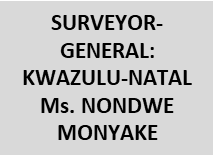 SURVEYOR-
GENERAL:
KWAZULU-NATAL
Ms. NONDWE
MONYAKE